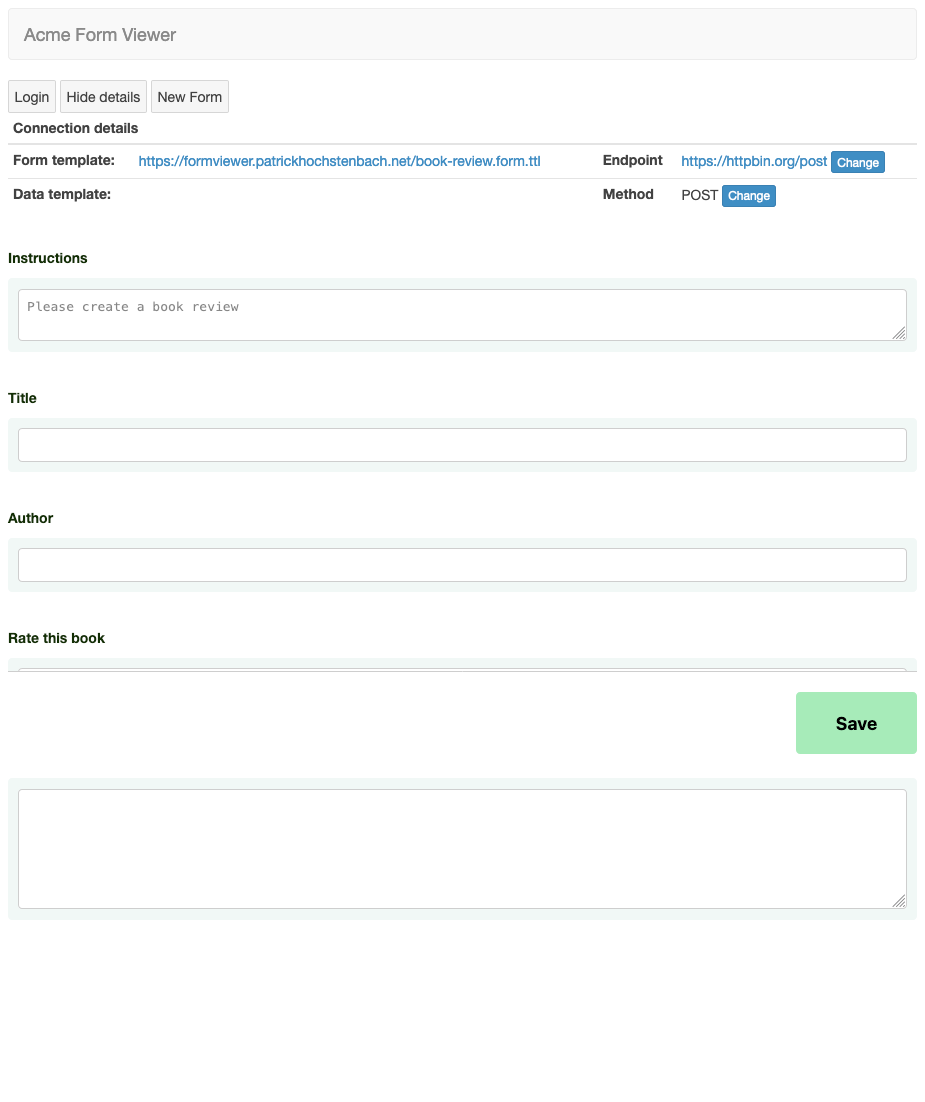 Acme Form Viewer
Login Hide details New Form
Connection details
Form template: https://formviewer.patrickhochstenbach.net/book-review.form.ttl Endpoint https://httpbin.org/post Change
Data template: Method POST Change
Instructions
Please create a book review
Title
Author
Rate this book
Save